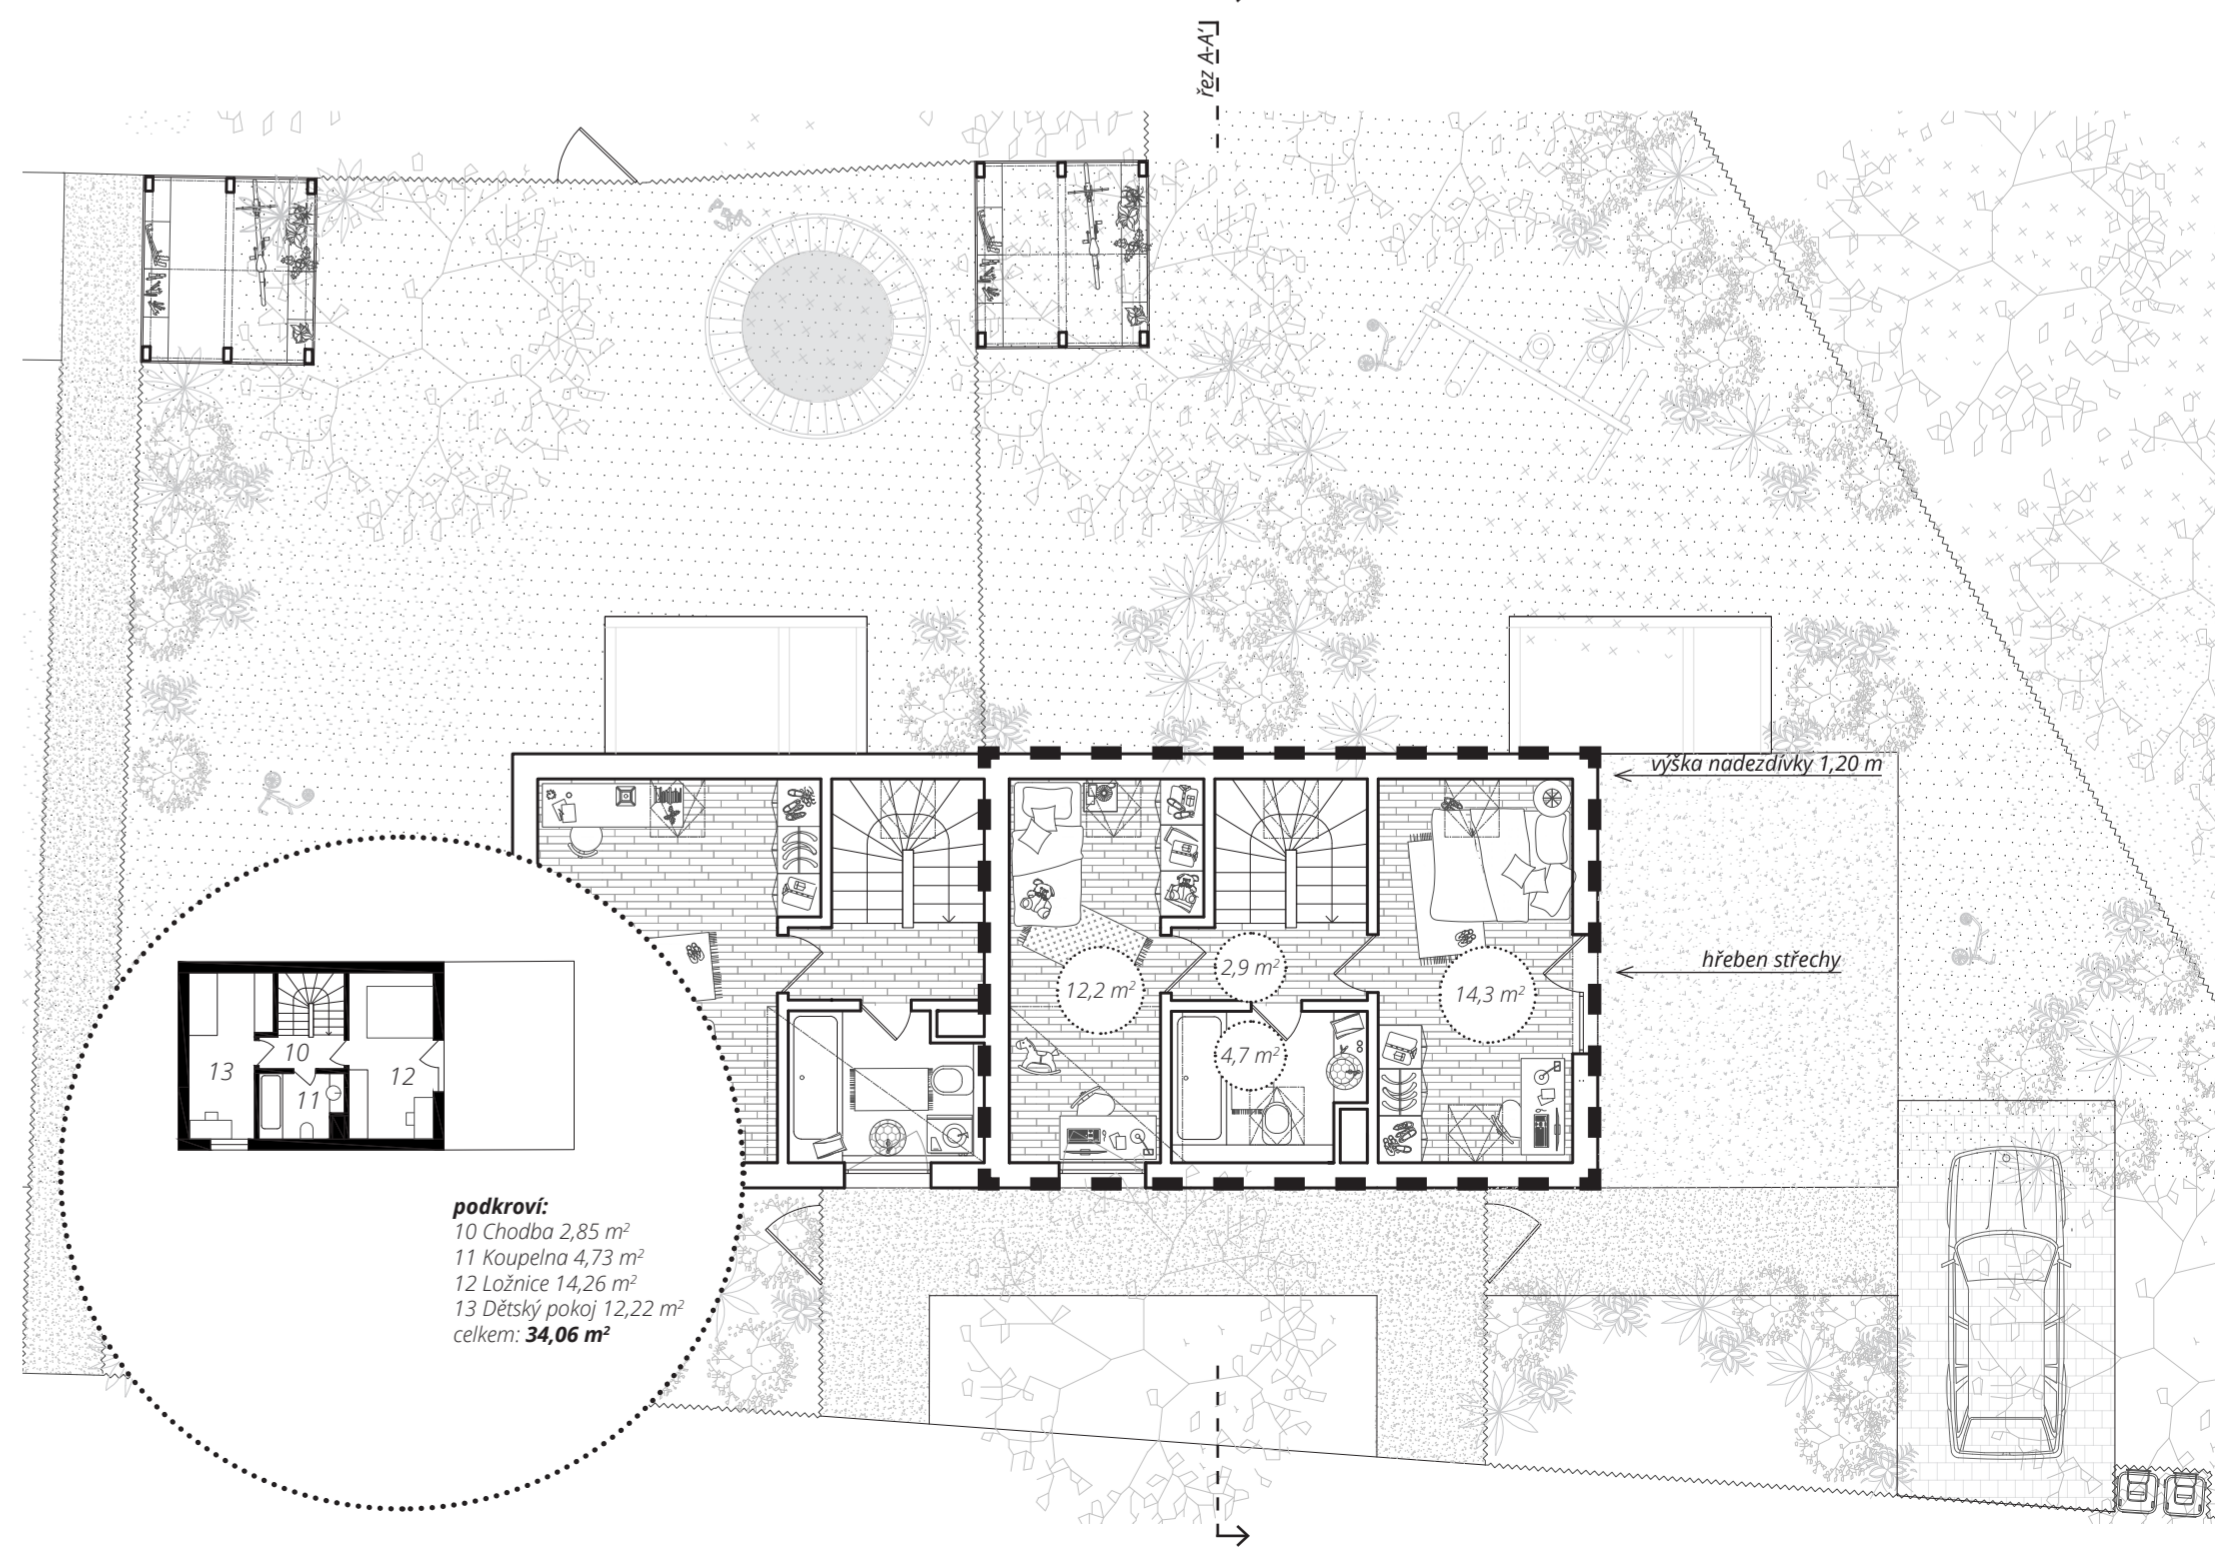 řez A-A'
výška nadezdívky 1,20 m
hřeben střechy
12,2 m²
2,9 m²
14,3 m²
4,7 m²
10
13
12
11
podkroví:
10 Chodba 2,85 m²
11 Koupelna 4,73 m²
12 Ložnice 14,26 m²
13 Dětský pokoj 12,22 m²
celkem: 34,06 m²